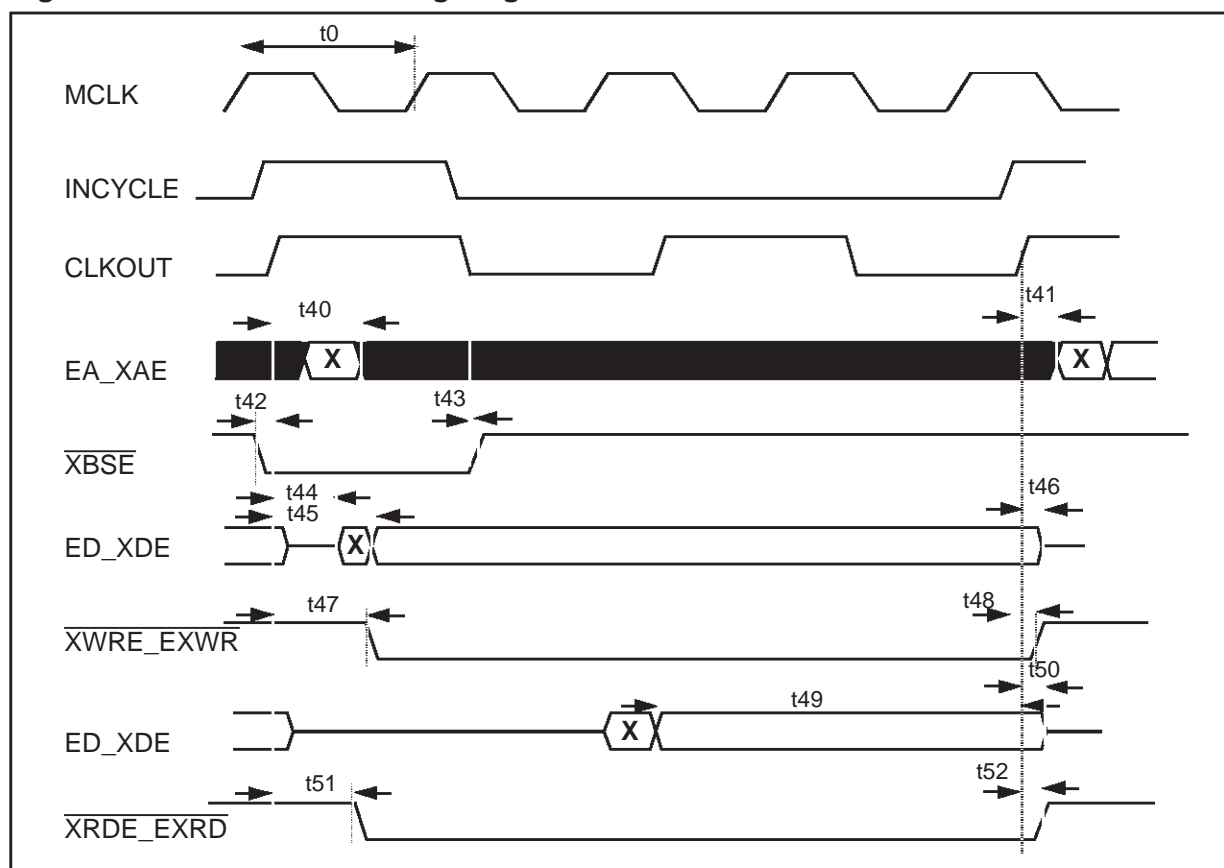 t0
MCLK
INCYCLE
CLKOUT
t40
t41
EA_XAE
X
X
t42
t43
XBSE
t44
t45
t46
ED_XDE
X
t47
t48
XWRE_EXWR
t50
t49
ED_XDE
X
t51
t52
XRDE_EXRD